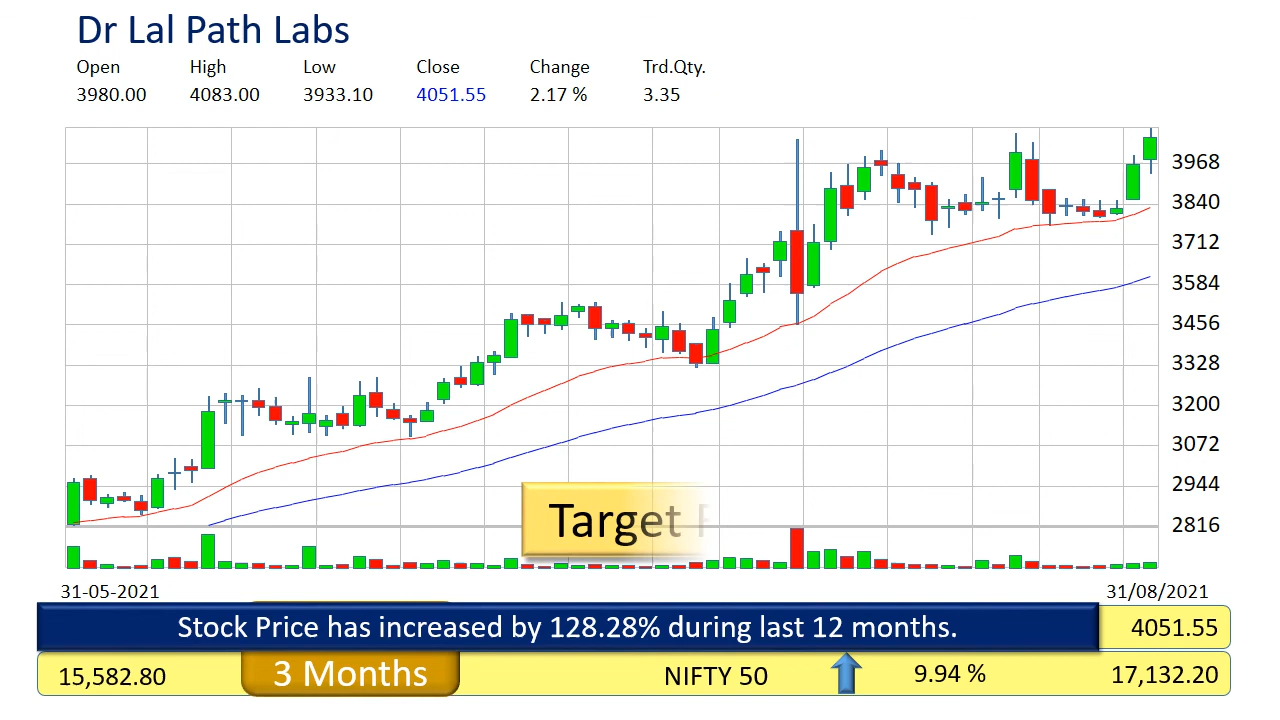 Dr Lal Path Labs
Open High Low Close Change Trd.Qty.
3980.00 4083.00 3933.10 4051.55 2.17 % 3.35
3968
3840
3712
3584
3456
3328
3200
3072
2944
Target
2816
31-05-2021 31/08/2021
Stock Price has increased by 128.28% during last 12 months. 4051.55
15,582.80 3 Months NIFTY 50 9.94 % 17,132.20